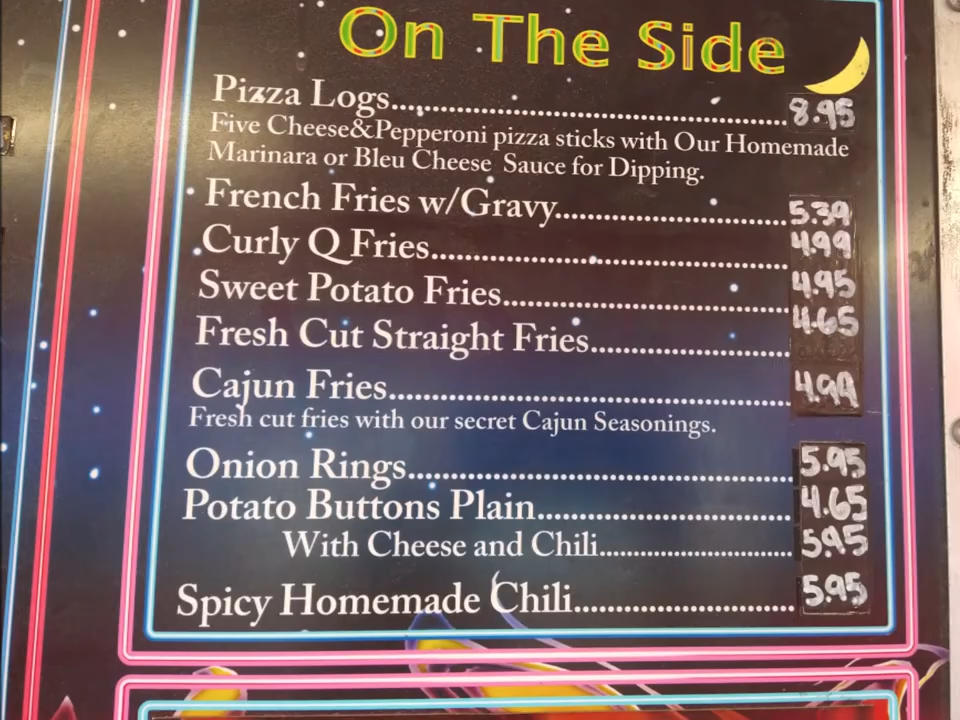 On The Side
Pizza Logs........................................................8.95
Five Cheese&Pepperoni pizza sticks with Our Homemade
Marinara or Bleu Cheese Sauce for Dipping.
French Fries w/Gravy.................................5.39
Curly Q Fries.................................................4.99
Sweet Potato Fries.......................................4.95
Fresh Cut Straight Fries...........................4.65
Cajun Fries.......................................................4.99
Fresh cut fries with our secret Cajun Seasonings.
Onion Rings....................................................5.95
Potato Buttons Plain...................................4.65
With Cheese and Chili...........................5.95
Spicy Homemade Chili..............................5.95